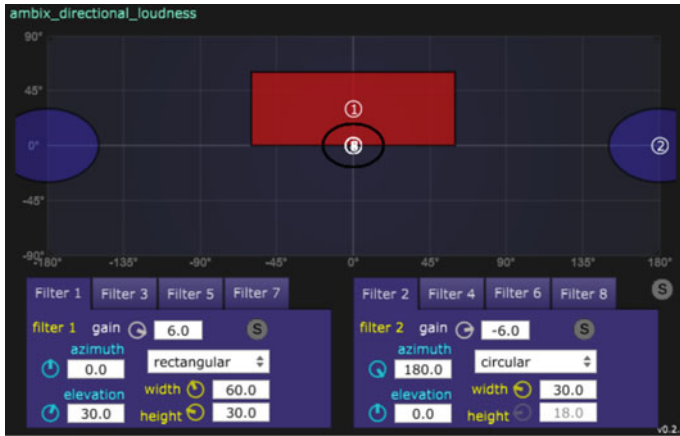 ambix_directional_loudness
90°
45°
1
0°
2
-45°
-90°
-180° -135° -90° -45° 0° 45° 90° 135° 180°
Filter 1 Filter 3 Filter 5 Filter 7 Filter 2 Filter 4 Filter 6 Filter 8 S
filter 1 gain 6.0 S filter 2 gain -6.0 S
azimuth azimuth
0.0 rectangular 180.0 circular
elevation width 60.0 elevation width 30.0
30.0 height 30.0 0.0 height 18.0
v0.2.